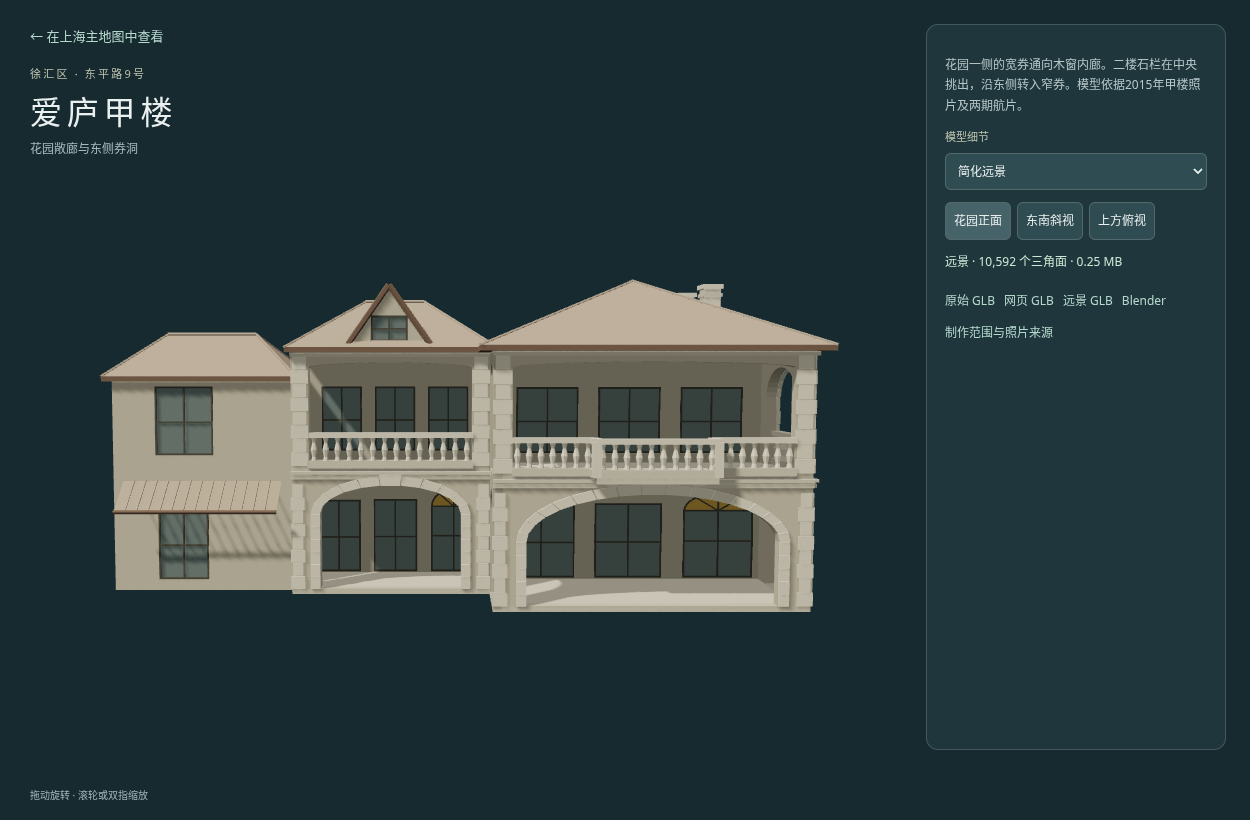 ← 在上海主地图中查看
徐汇区 · 东平路9号
爱庐甲楼
花园敞廊与东侧券洞
花园一侧的宽券通向木窗内廊。二楼石栏在中央
挑出，沿东侧转入窄券。模型依据2015年甲楼照
片及两期航片。
模型细节
简化远景
花园正面 东南斜视 上方俯视
远景 · 10,592 个三角面 · 0.25 MB
原始 GLB 网页 GLB 远景 GLB Blender
制作范围与照片来源
拖动旋转 · 滚轮或双指缩放